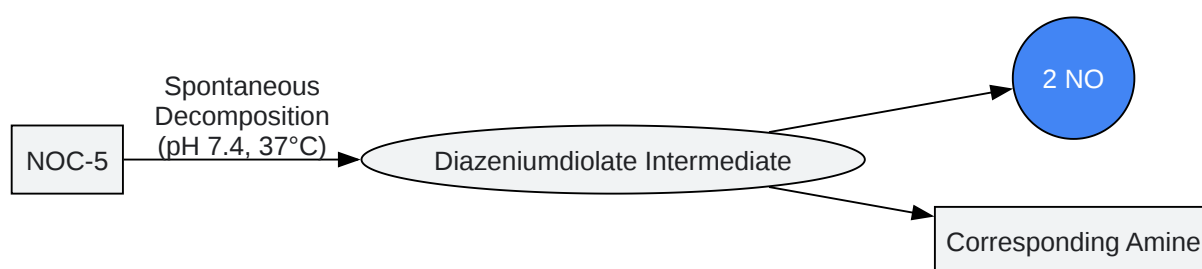 NOC-5
Spontaneous
Decomposition
(pH 7.4, 37°C)
Diazeniumdiolate Intermediate
2 NO
Corresponding Amine